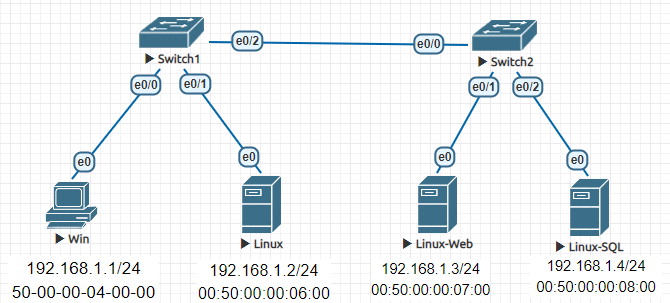 e0/2
e0/0
Switch1
Switch2
e0/0
e0/1
e0/1
e0/2
e0
e0
e0
e0
Win
Linux
Linux-Web
Linux-SQL
192.168.1.1/24
192.168.1.2/24
192.168.1.3/24
192.168.1.4/24
50-00-00-04-00-00
00:50:00:00:06:00
00:50:00:00:07:00
00:50:00:00:08:00